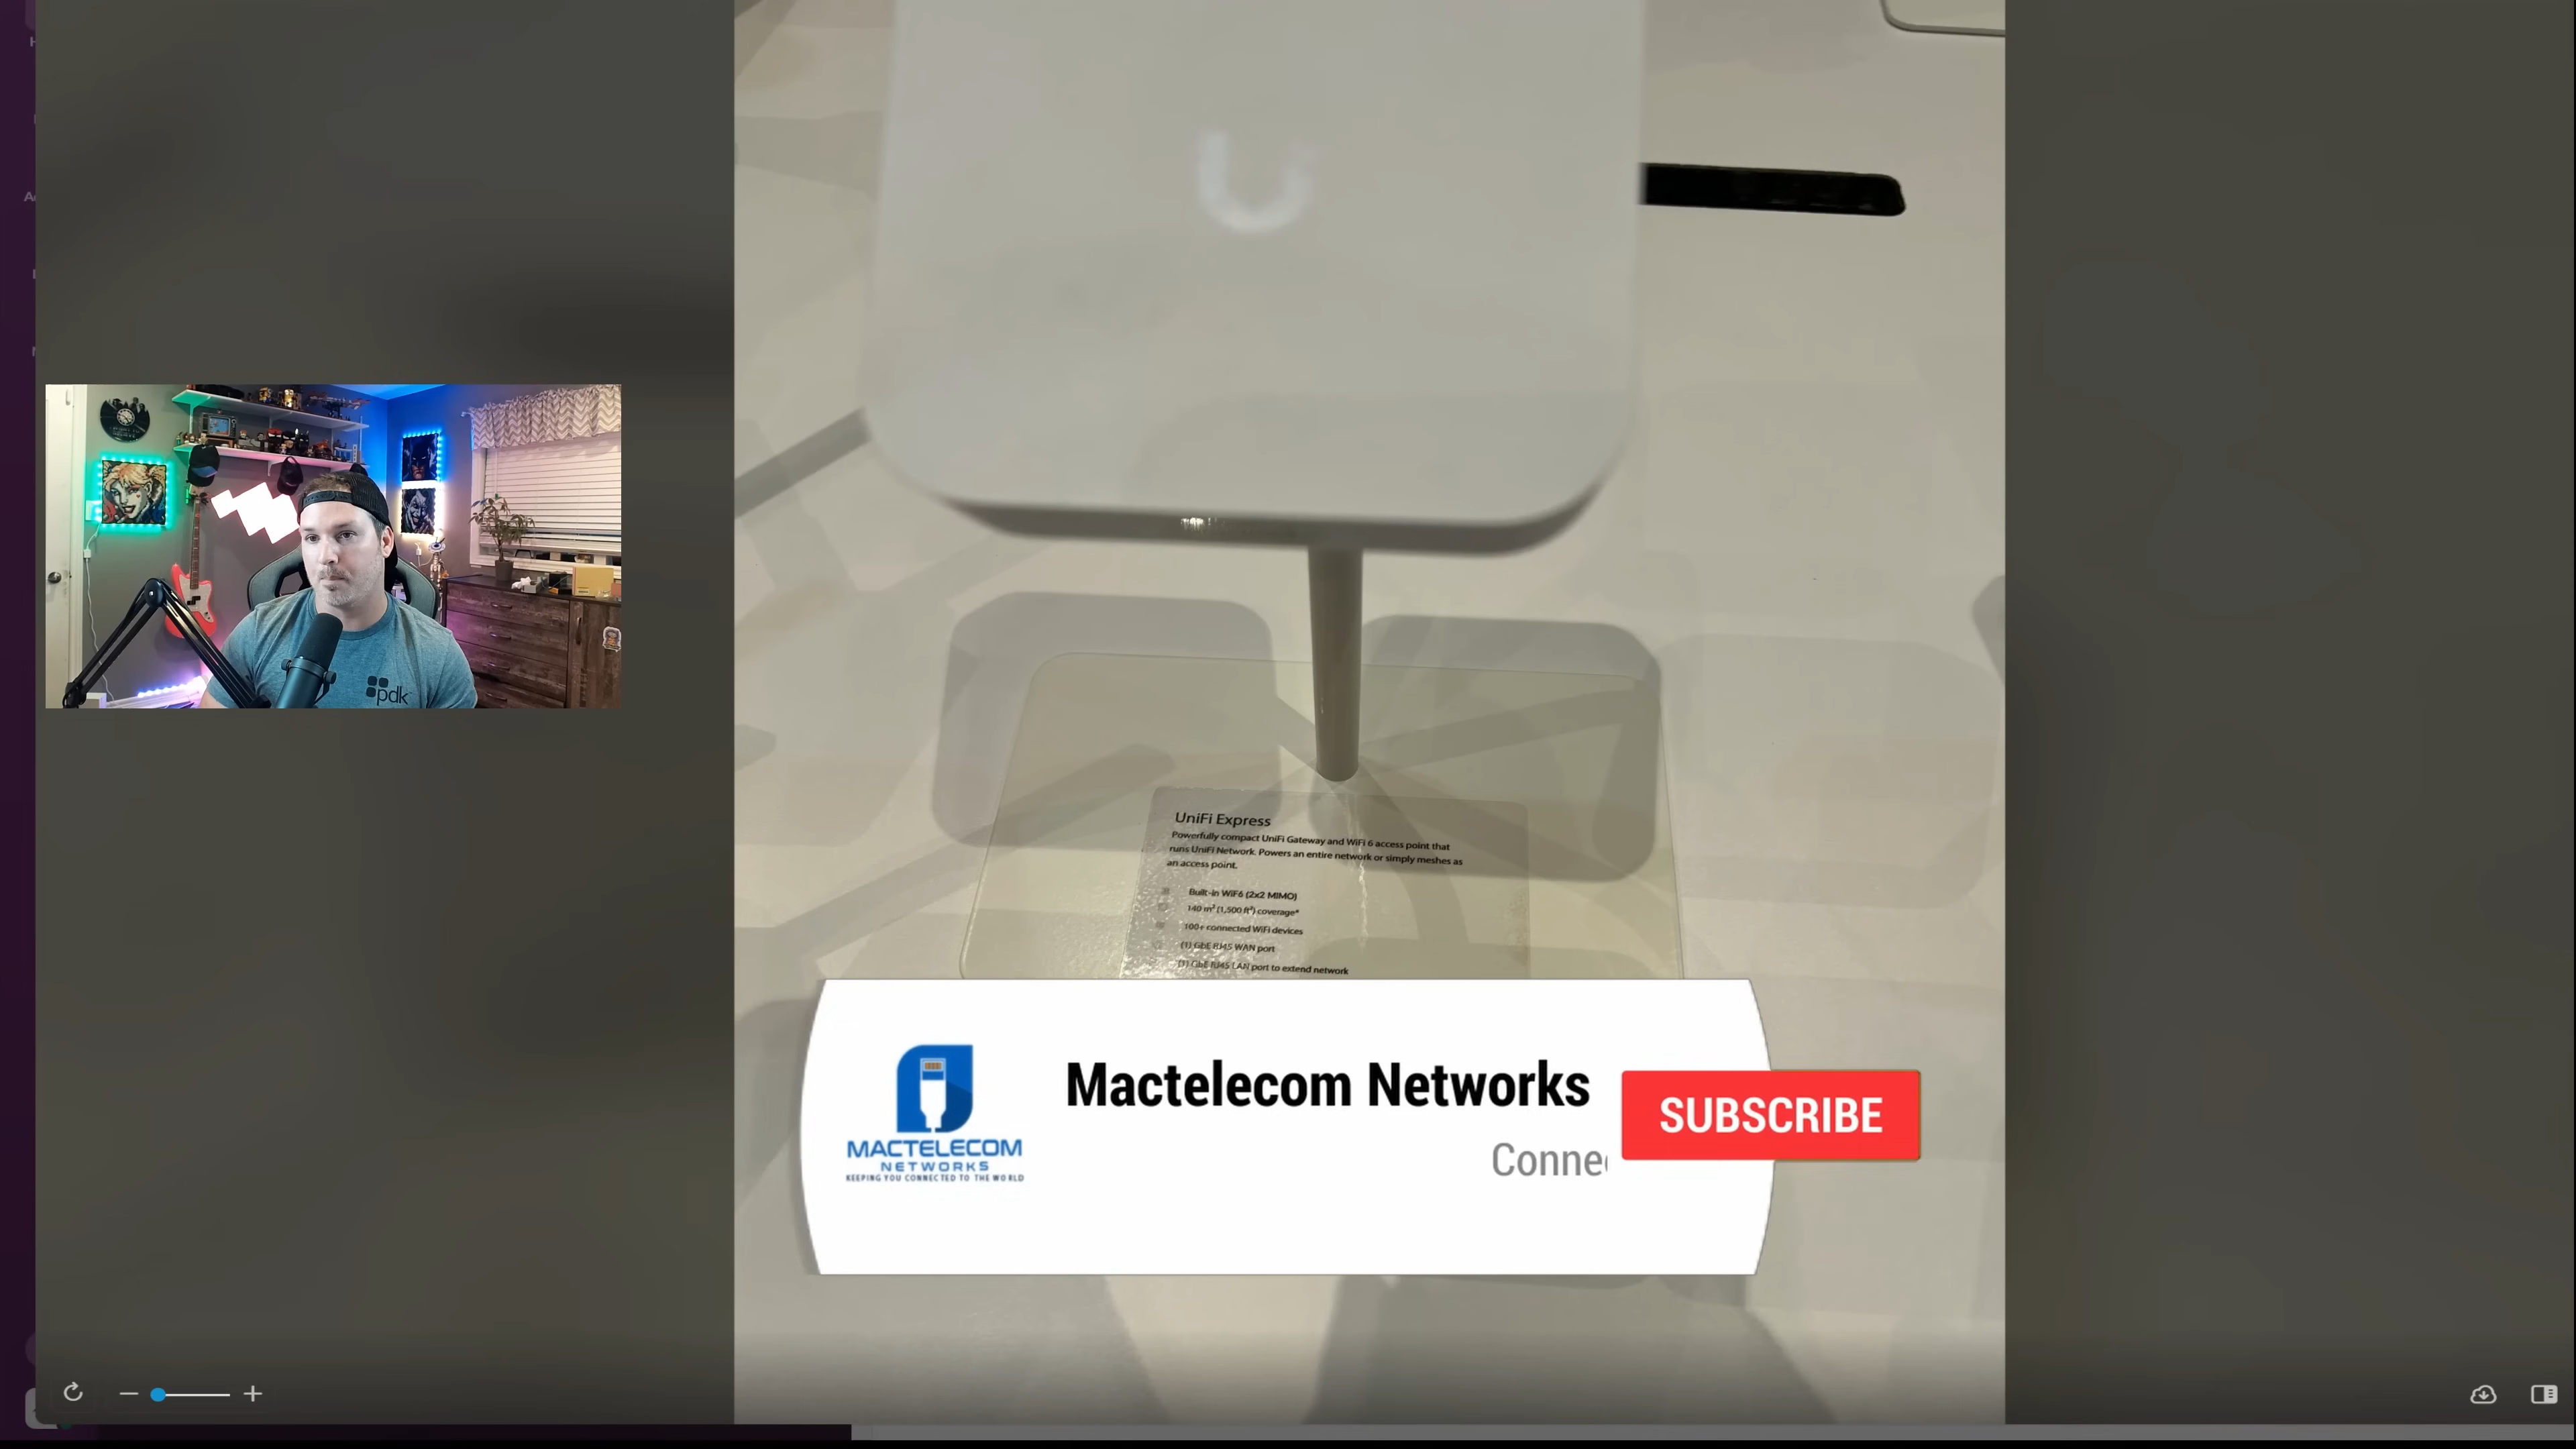 pdk
UniFi Express
Powerfully compact UniFi Gateway and WiFi 6 access point that
runs UniFi Network. Powers an entire network or simply meshes as
an access point.
Built-in WiF6 (2x2 MIMO)
140 m² (1,500 ft²) coverage*
100+ connected WiFi devices
(1) GbE RJ45 WAN port
(1) GbE RJ45 LAN port to extend network
Mactelecom Networks
Conne
SUBSCRIBE
MACTELECOM
NETWORKS
KEEPING YOU CONNECTED TO THE WORLD